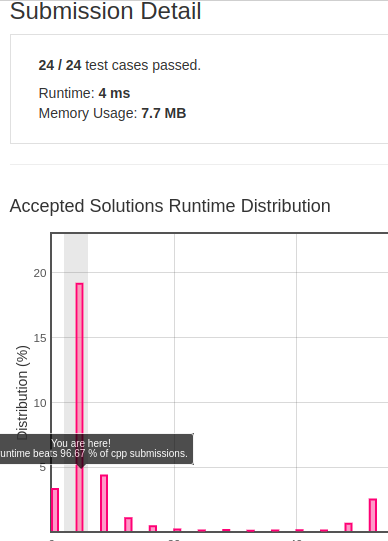 Submission Detail
24 / 24 test cases passed.
Runtime: 4 ms
Memory Usage: 7.7 MB
Accepted Solutions Runtime Distribution
20
15
10
5
Distribution (%)
You are here!
untime beats 96.67 % of cpp submissions.